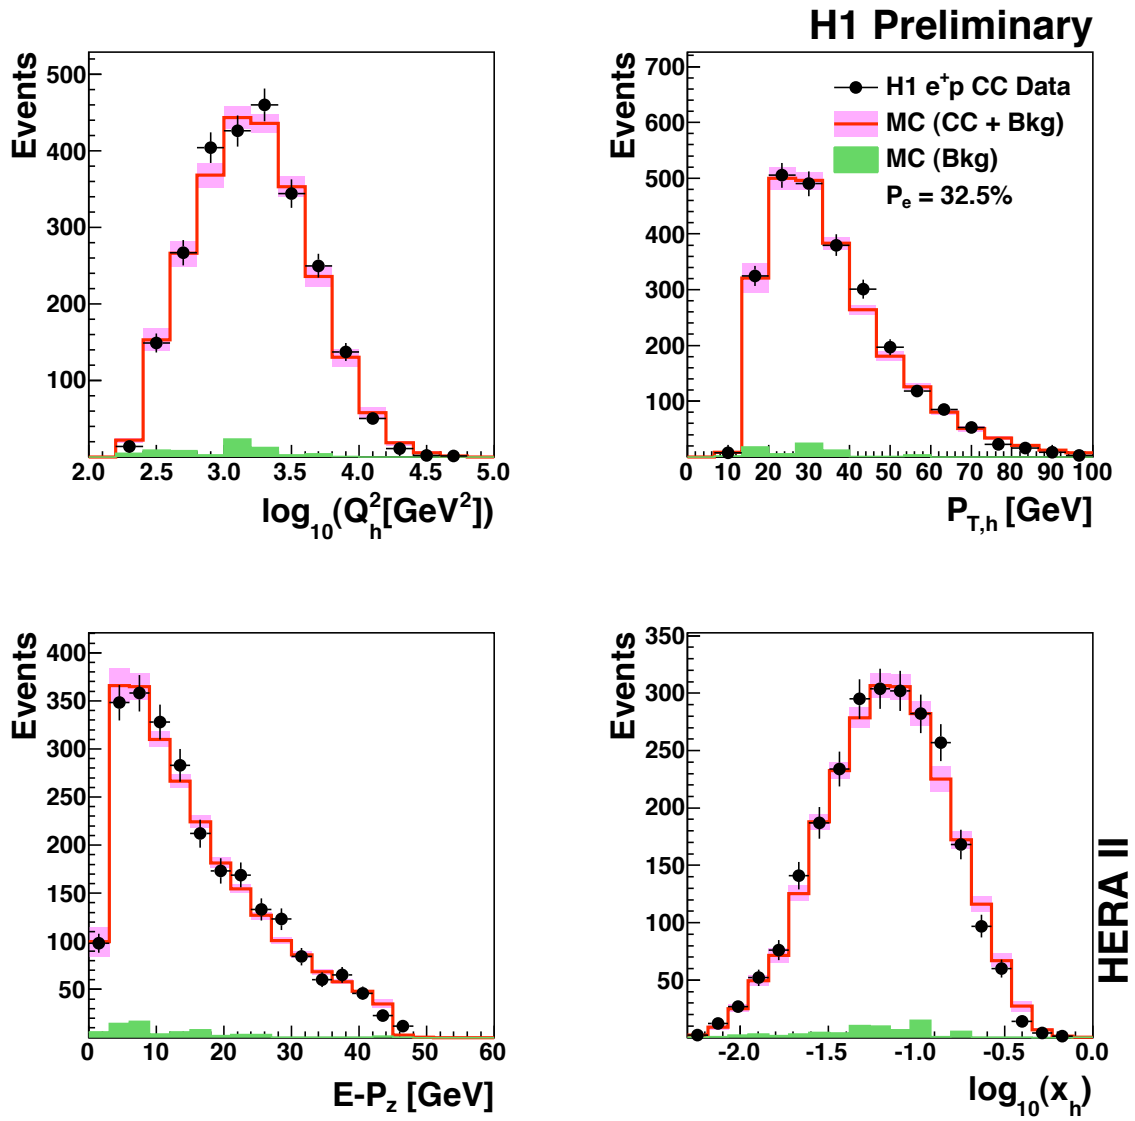 H1 Preliminary
Events
500
400
300
200
100
2.0 2.5 3.0 3.5 4.0 4.5 5.0
log10(Q²h[GeV²])
Events
700
600
500
400
300
200
100
H1 e⁺p CC Data
MC (CC + Bkg)
MC (Bkg)
Pe = 32.5%
0 10 20 30 40 50 60 70 80 90 100
PT,h [GeV]
Events
400
350
300
250
200
150
100
50
0 10 20 30 40 50 60
E-Pz [GeV]
Events
350
300
250
200
150
100
50
-2.0 -1.5 -1.0 -0.5 0.0
log10(xh)
HERA II